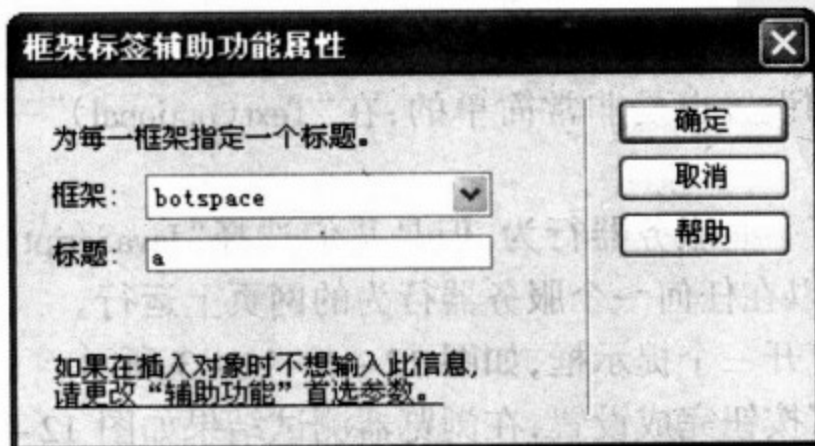 框架标签辅助功能属性
为每一框架指定一个标题。
框架: botspace
标题: a
确定
取消
帮助
如果在插入对象时不想输入此信息,
请更改“辅助功能”首选参数。